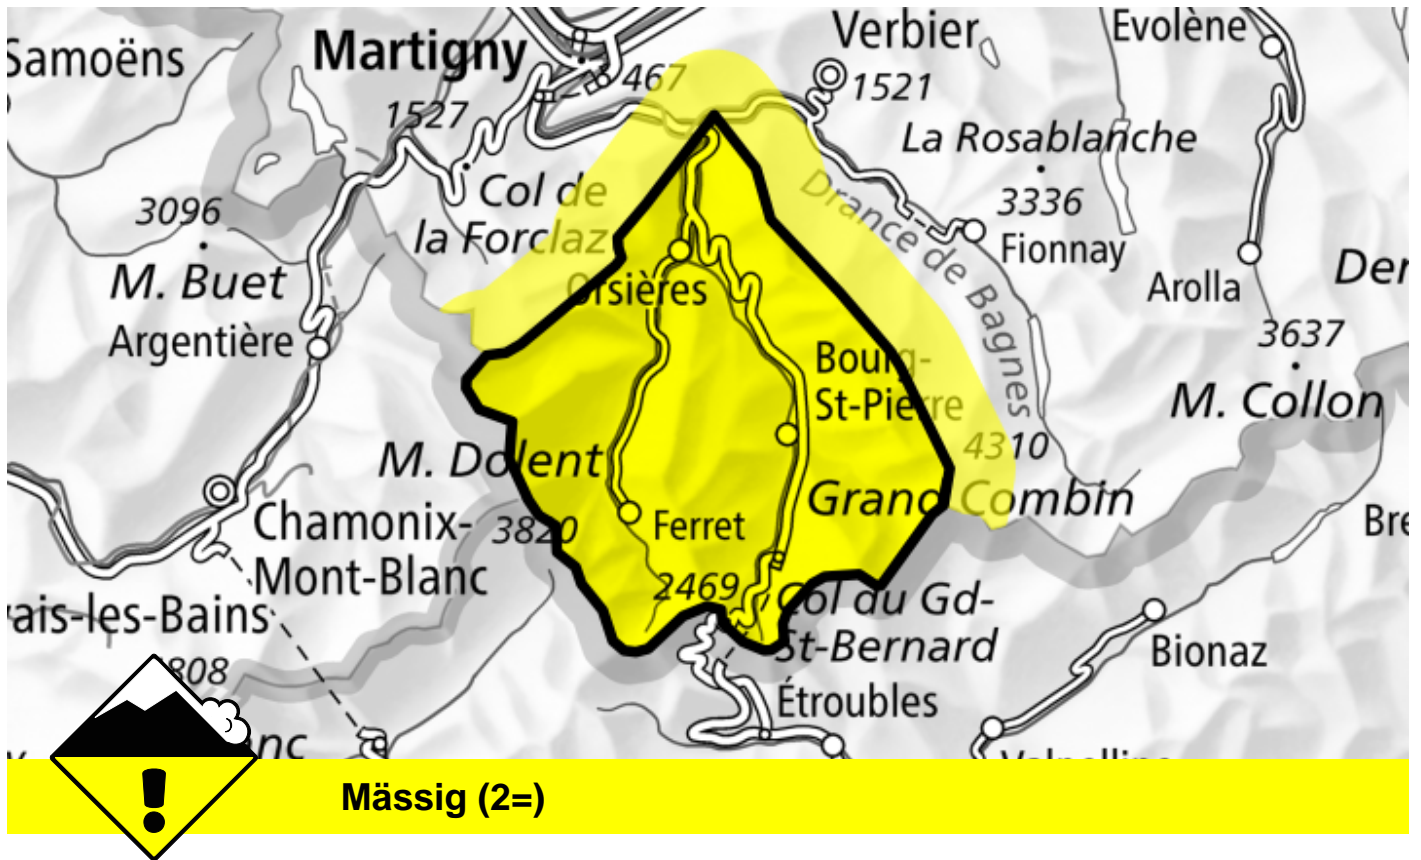 Samoëns
Martigny
Verbier
Evolène
467
1521
1527
La Rosablanche
Col de
la Forclaz
3096
3336
Fionnay
Drance de Bagnes
M. Buet
Orsières
Arolla
Argentière
3637
Bourg-
St-Pierre
M. Collon
4310
M. Dolent
Grand Combin
Chamonix-
Mont-Blanc
3820
Ferret
2469
Col du Gd-
St-Bernard
Bionaz
Étroubles
Mässig (2=)